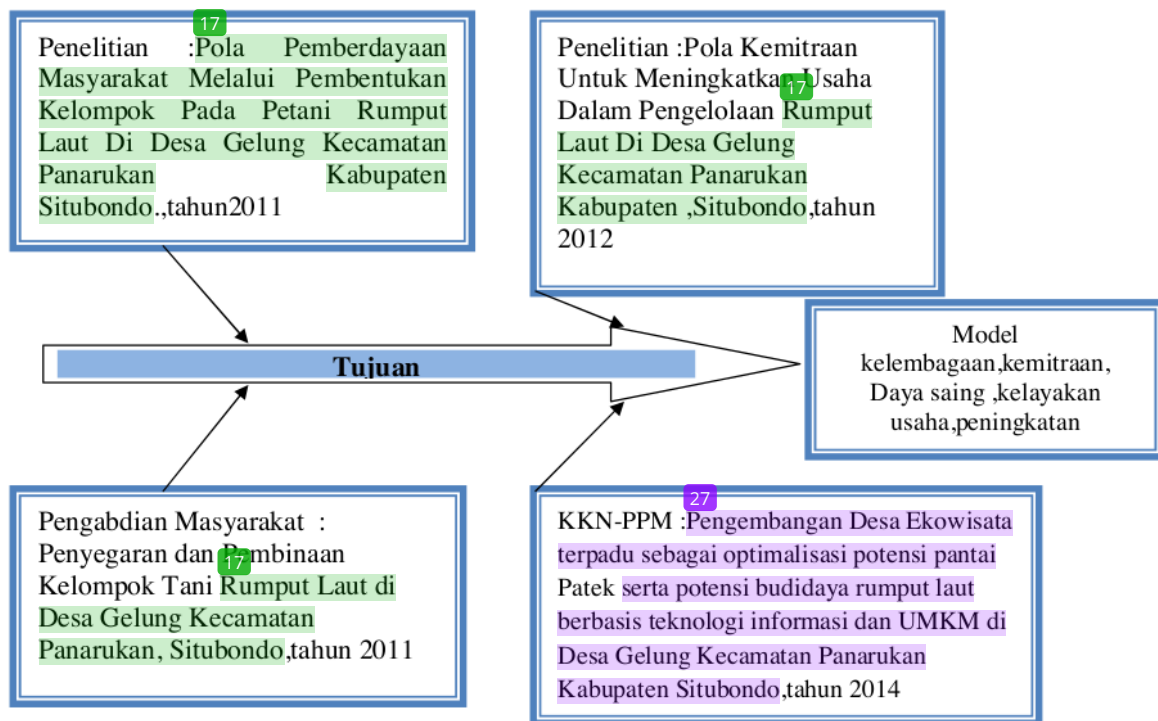 17
Penelitian :Pola Pemberdayaan
Masyarakat Melalui Pembentukan
Kelompok Pada Petani Rumput
Laut Di Desa Gelung Kecamatan
Panarukan Kabupaten
Situbondo.,tahun2011
Penelitian :Pola Kemitraan
Untuk Meningkatkan Usaha
17
Dalam Pengelolaan Rumput
Laut Di Desa Gelung
Kecamatan Panarukan
Kabupaten ,Situbondo,tahun
2012
Tujuan
Model
kelembagaan,kemitraan,
Daya saing ,kelayakan
usaha,peningkatan
Pengabdian Masyarakat :
Penyegaran dan Pembinaan
17
Kelompok Tani Rumput Laut di
Desa Gelung Kecamatan
Panarukan, Situbondo,tahun 2011
27
KKN-PPM :Pengembangan Desa Ekowisata
terpadu sebagai optimalisasi potensi pantai
Patek serta potensi budidaya rumput laut
berbasis teknologi informasi dan UMKM di
Desa Gelung Kecamatan Panarukan
Kabupaten Situbondo,tahun 2014